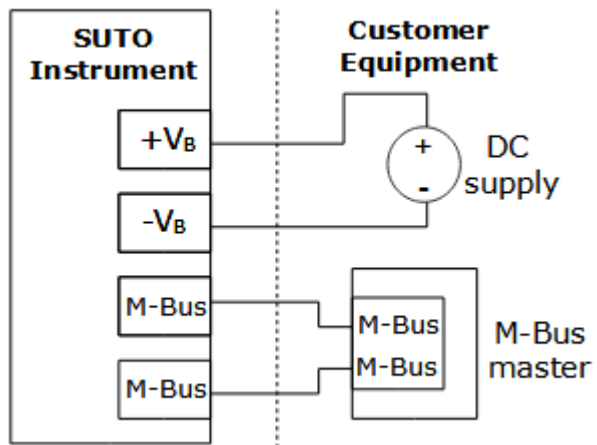 SUTO
Instrument
Customer
Equipment
+VB
+
-
DC
supply
-VB
M-Bus
M-Bus
M-Bus
M-Bus
M-Bus
master